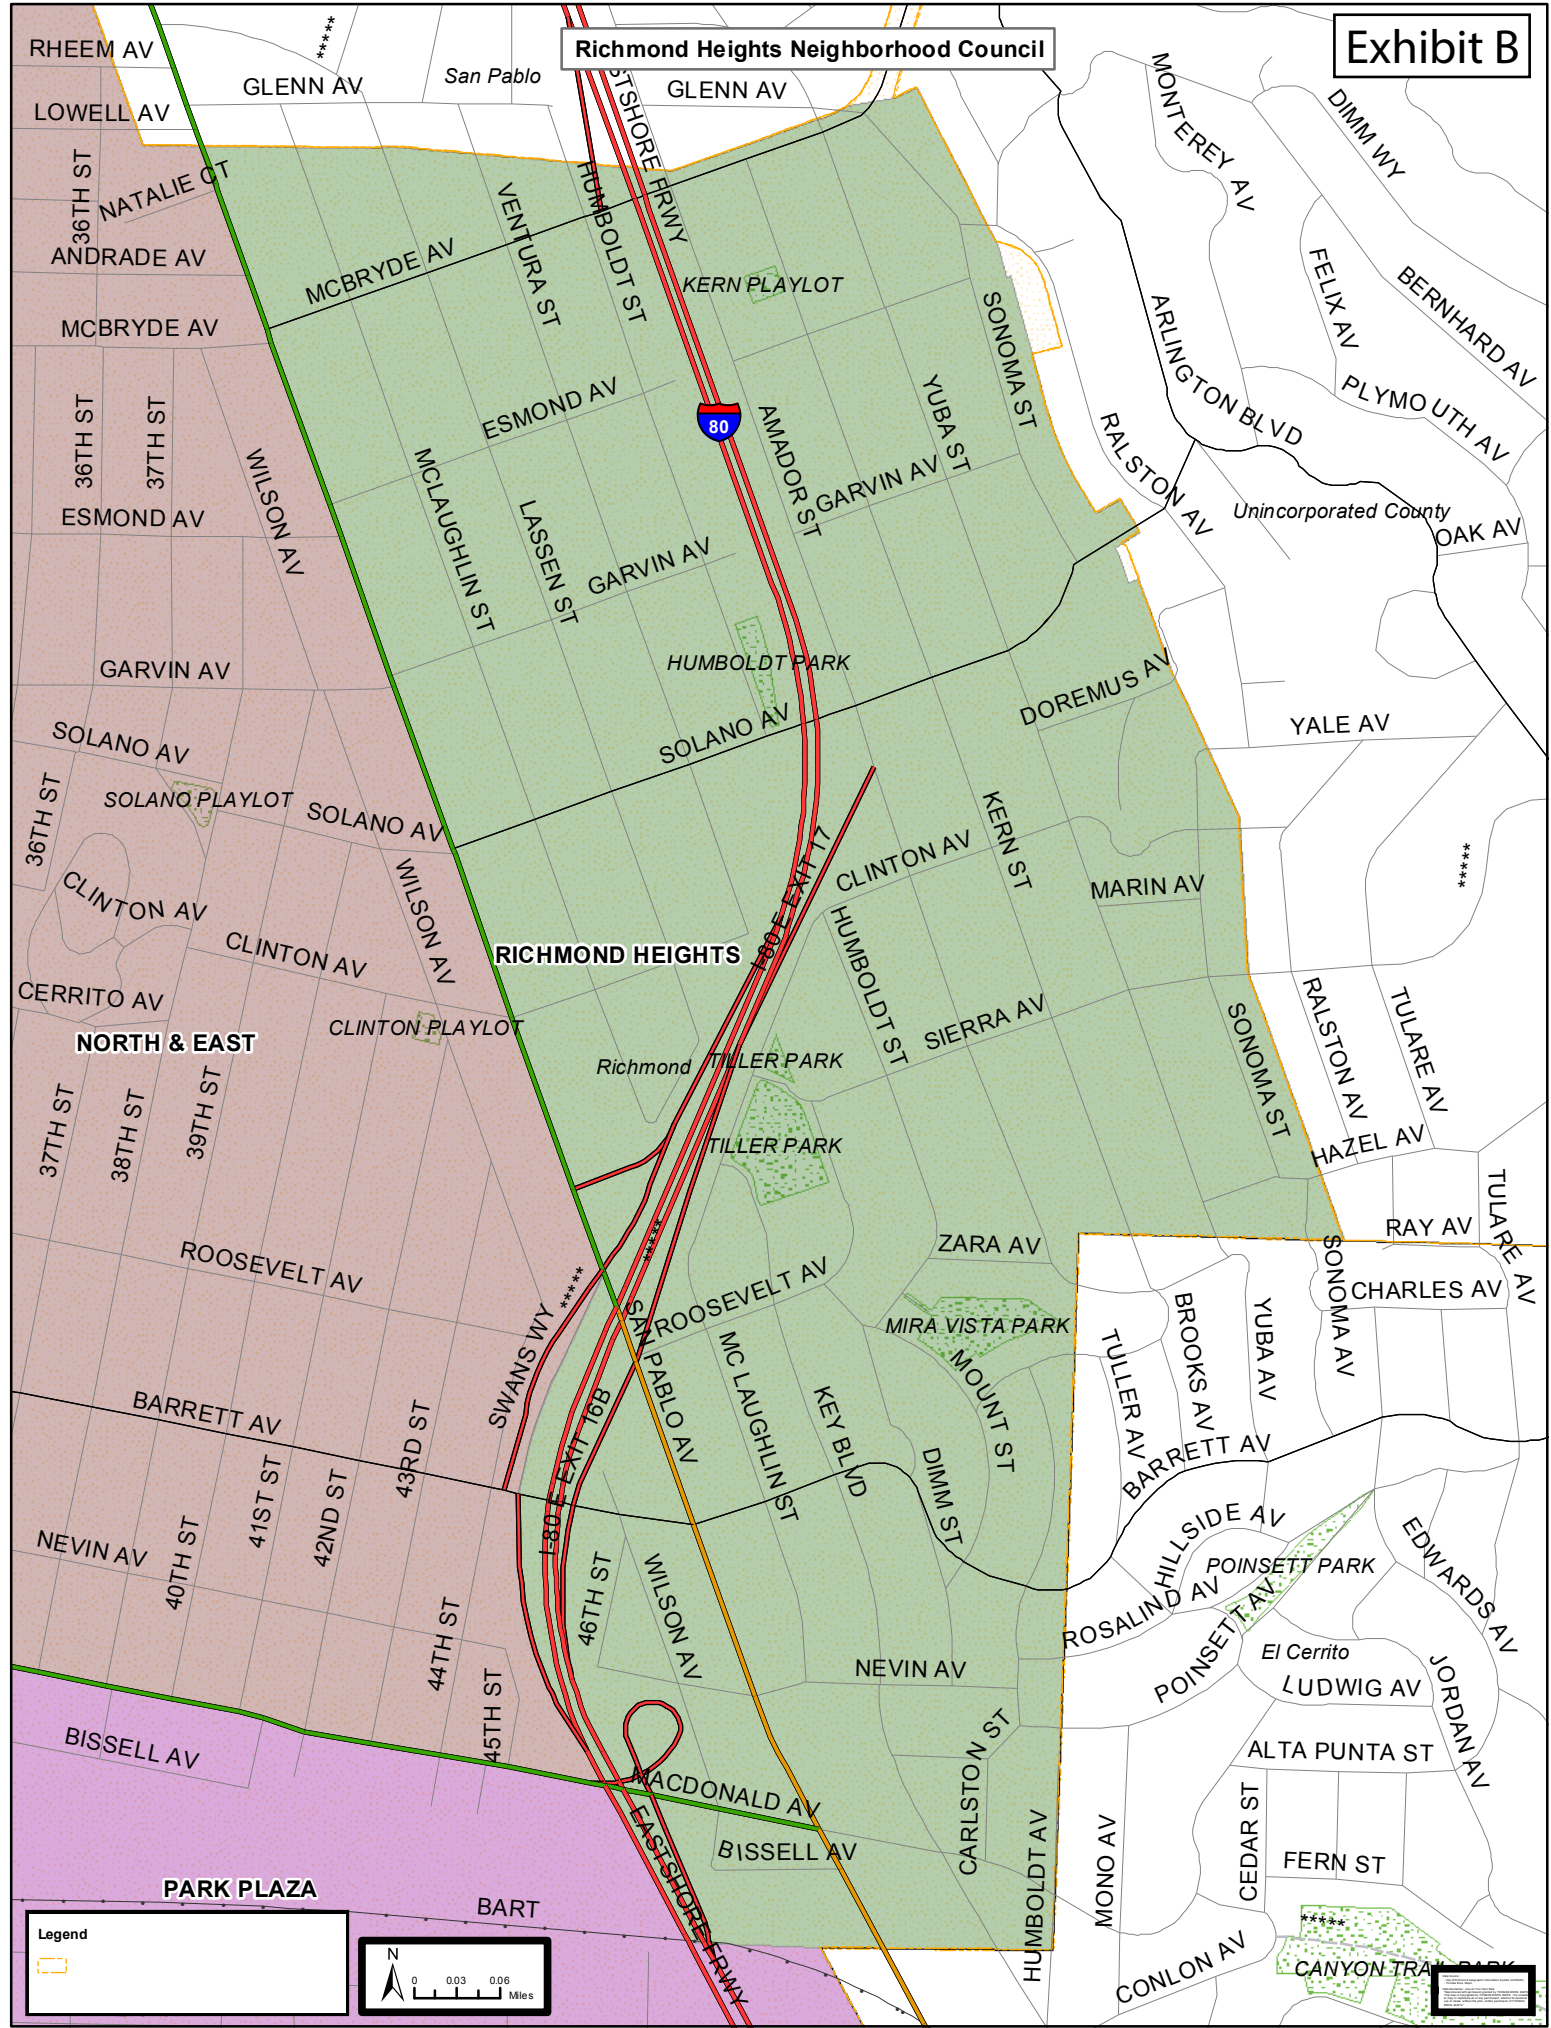 Richmond Heights Neighborhood Council
Exhibit B
RHEEM AV
*****
San Pablo
GLENN AV
GLENN AV
LOWELL AV
MONTEREY AV
DIMM WY
36TH ST
NATALIE CT
VENTURA ST
HUMBOLDT ST
STSHORE FRWY
ANDRADE AV
MCBRYDE AV
KERN PLAYLOT
FELIX AV
BERNHARD AV
MCBRYDE AV
SONOMA ST
ARLINGTON BLVD
36TH ST
37TH ST
ESMOND AV
80
AMADOR ST
YUBA ST
PLYMO UTH AV
RALSTON AV
WILSON AV
MCLAUGHLIN ST
LASSEN ST
GARVIN AV
Unincorporated County
ESMOND AV
OAK AV
GARVIN AV
GARVIN AV
HUMBOLDT PARK
DOREMUS AV
SOLANO AV
SOLANO AV
YALE AV
36TH ST
SOLANO PLAYLOT
SOLANO AV
KERN ST
CLINTON AV
*****
CLINTON AV
WILSON AV
I-80 E EXIT 17
MARIN AV
CLINTON AV
RICHMOND HEIGHTS
HUMBOLDT ST
CERRITO AV
CLINTON PLAYLOT
NORTH & EAST
SIERRA AV
RALSTON AV
TULARE AV
SONOMA ST
Richmond
TILLER PARK
37TH ST
38TH ST
39TH ST
TILLER PARK
HAZEL AV
TULARE AV
*****
ZARA AV
RAY AV
ROOSEVELT AV
*****
ROOSEVELT AV
SONOMA AV
CHARLES AV
SWANS WY
SAN PABLO AV
MIRA VISTA PARK
BROOKS AV
YUBA AV
TULLER AV
MC LAUGHLIN ST
MOUNT ST
KEY BLVD
BARRETT AV
43RD ST
I-80 E EXIT 16B
DIMM ST
BARRETT AV
41ST ST
42ND ST
40TH ST
NEVIN AV
46TH ST
WILSON AV
HILLSIDE AV
POINSETT PARK
EDWARDS AV
ROSALIND AV
POINSETT AV
El Cerrito
44TH ST
45TH ST
NEVIN AV
LUDWIG AV
JORDAN AV
BISSELL AV
CARLSTON ST
ALTA PUNTA ST
MACDONALD AV
EASTSHORE FRWY
BISSELL AV
HUMBOLDT AV
MONO AV
CEDAR ST
FERN ST
PARK PLAZA
BART
*****
CONLON AV
CANYON TRAIL PARK
Legend
N
0 0.03 0.06
Miles